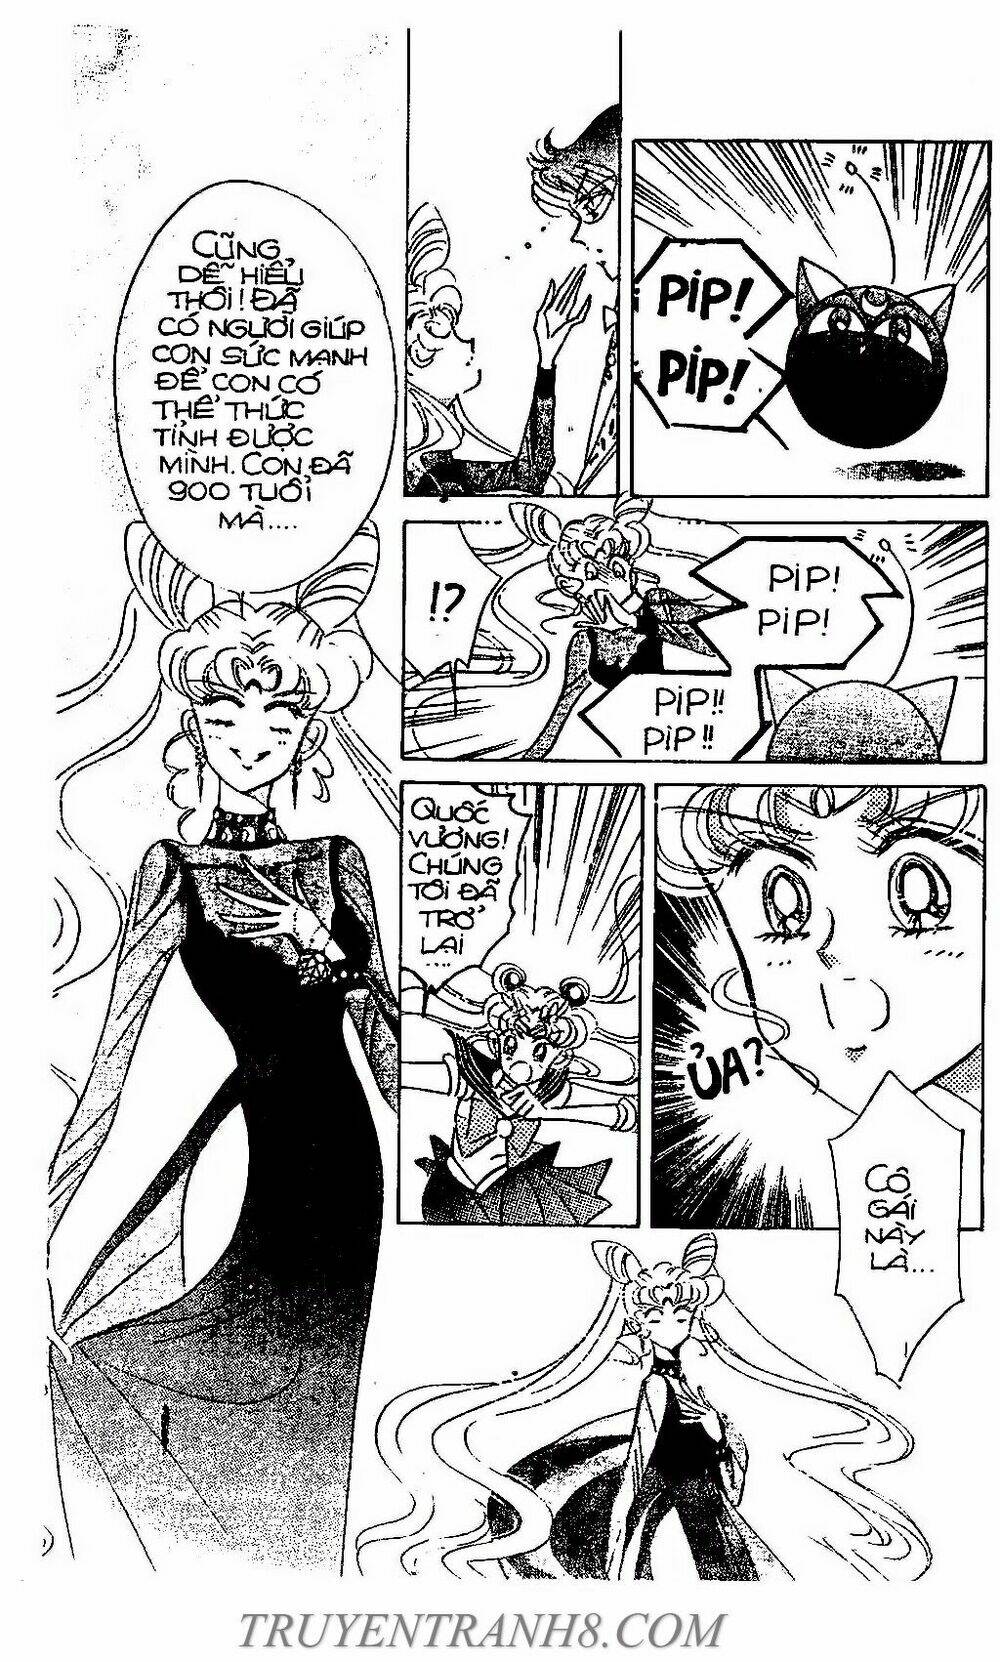 PIP!
PIP!
CŨNG
DỄ HIỂU
THÔI! ĐÃ
CÓ NGƯỜI GIÚP
CON SỨC MẠNH
ĐỂ CON CÓ
THỂ THỨC
TỈNH ĐƯỢC
MÌNH. CON ĐÃ
900 TUỔI
MÀ....
PIP!
PIP!
PIP!!
PIP!!
!?
ỦA?
QUỐC
VƯƠNG!
CHÚNG
TÔI ĐÃ
TRỞ
LẠI
....
CÔ
GÁI
NÀY
LÀ...
TRUYENTRANH8.COM